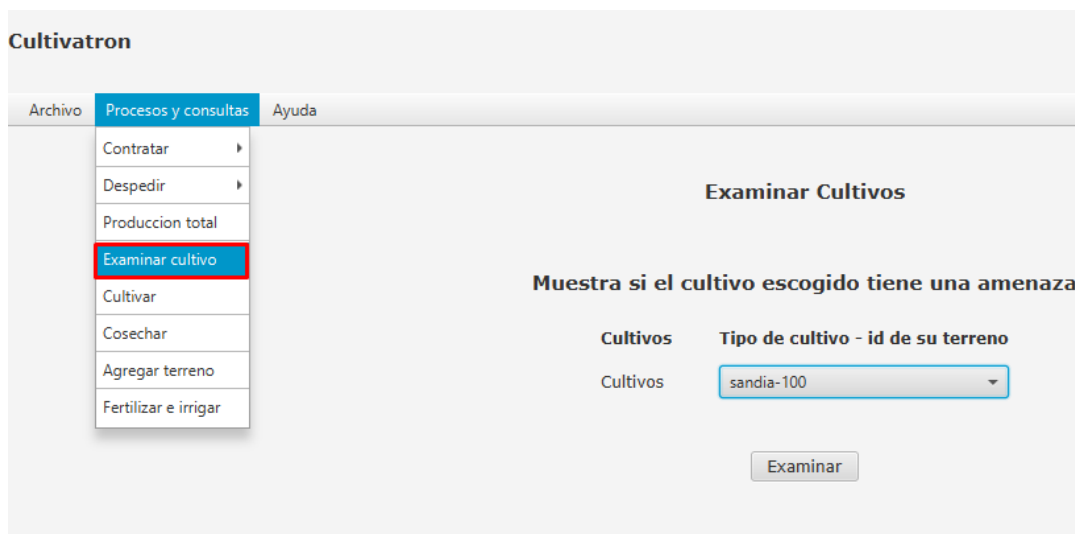 Cultivatron
Archivo Procesos y consultas Ayuda
Contratar
Despedir
Produccion total
Examinar cultivo
Cultivar
Cosechar
Agregar terreno
Fertilizar e irrigar
Examinar Cultivos
Muestra si el cultivo escogido tiene una amenaza
Cultivos Tipo de cultivo - id de su terreno
Cultivos sandia-100
Examinar